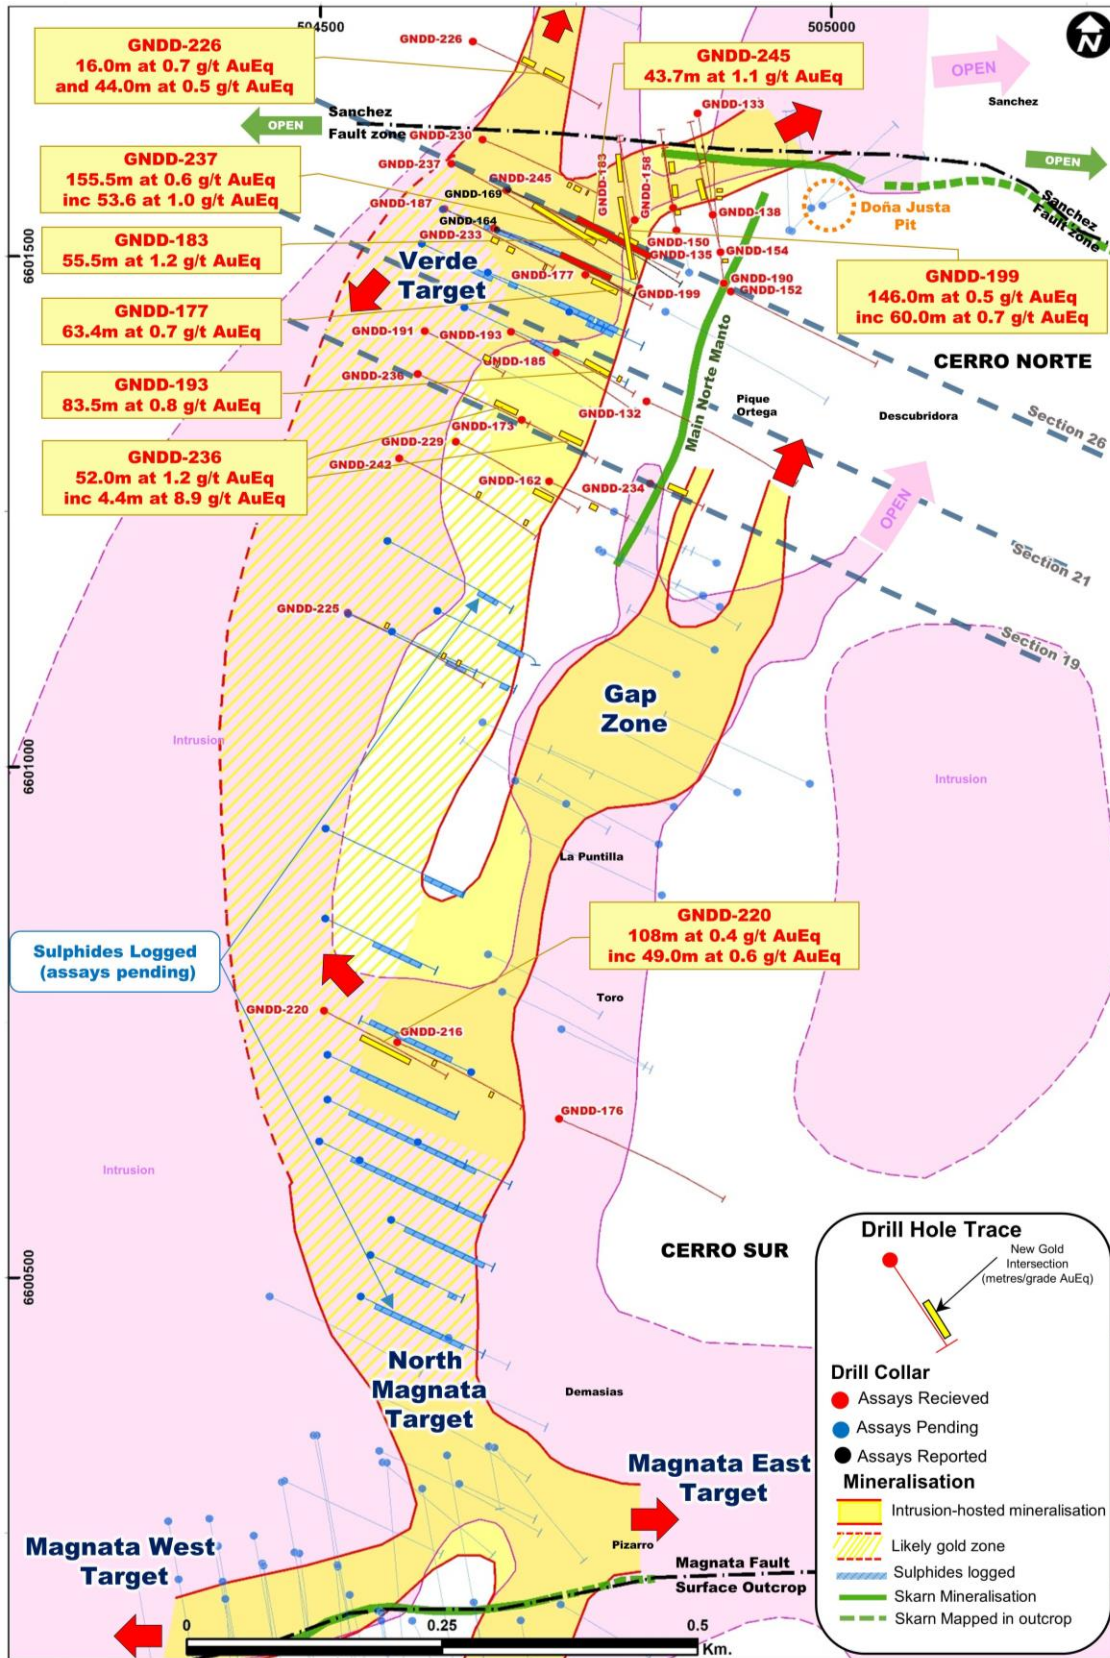 504500
505000
N
GNDD-226
16.0m at 0.7 g/t AuEq
and 44.0m at 0.5 g/t AuEq
GNDD-226
GNDD-245
43.7m at 1.1 g/t AuEq
OPEN
Sanchez
GNDD-133
OPEN
Sanchez
Fault zone
GNDD-230
GNDD-237
155.5m at 0.6 g/t AuEq
inc 53.6 at 1.0 g/t AuEq
GNDD-237
GNDD-245
GNDD-169
GNDD-183
GNDD-158
OPEN
Sanchez
Fault zone
GNDD-187
GNDD-164
GNDD-233
GNDD-138
Doña Justa
Pit
GNDD-183
55.5m at 1.2 g/t AuEq
6601500
Verde
Target
GNDD-150
GNDD-135
GNDD-154
GNDD-177
GNDD-190
GNDD-152
GNDD-199
GNDD-199
146.0m at 0.5 g/t AuEq
inc 60.0m at 0.7 g/t AuEq
GNDD-177
63.4m at 0.7 g/t AuEq
GNDD-191
GNDD-193
GNDD-185
Main Norte Manto
CERRO NORTE
GNDD-193
83.5m at 0.8 g/t AuEq
GNDD-236
GNDD-132
Pique
Ortega
Descubridora
Section 26
GNDD-173
GNDD-229
GNDD-242
GNDD-236
52.0m at 1.2 g/t AuEq
inc 4.4m at 8.9 g/t AuEq
GNDD-162
GNDD-234
OPEN
Section 21
GNDD-225
Section 19
Gap
Zone
Intrusion
6601000
Intrusion
La Puntilla
GNDD-220
108m at 0.4 g/t AuEq
inc 49.0m at 0.6 g/t AuEq
Sulphides Logged
(assays pending)
Toro
GNDD-220
GNDD-216
GNDD-176
Intrusion
CERRO SUR
6600500
Drill Hole Trace
New Gold
Intersection
(metres/grade AuEq)
Drill Collar
Assays Recieved
Assays Pending
Assays Reported
Mineralisation
Intrusion-hosted mineralisation
Likely gold zone
Sulphides logged
Skarn Mineralisation
Skarn Mapped in outcrop
North
Magnata
Target
Demasias
Magnata East
Target
Magnata West
Target
Pizarro
Magnata Fault
Surface Outcrop
0
0.25
0.5
Km.